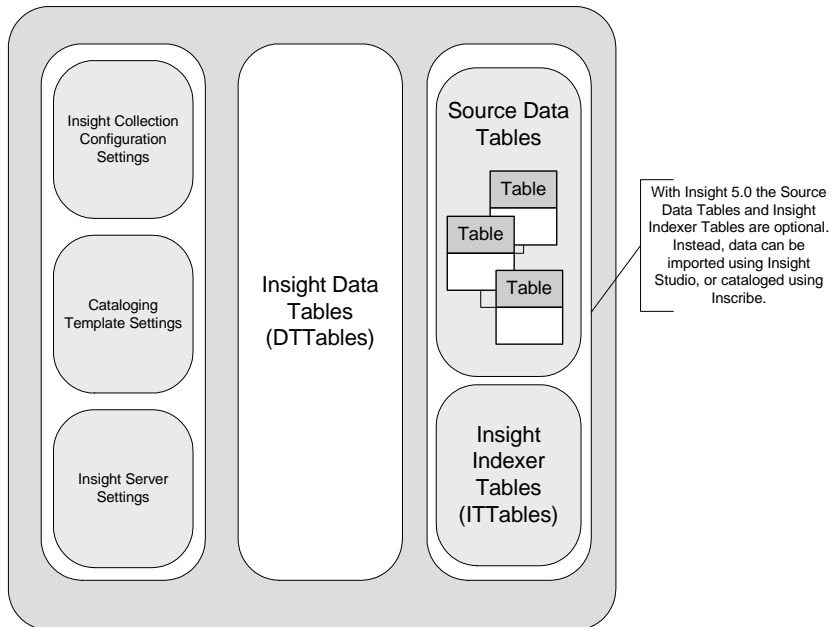 Insight Collection
Configuration
Settings
Cataloging
Template Settings
Insight Server
Settings
Insight Data
Tables
(DTTables)
Source Data
Tables
Table
Table
Table
Insight
Indexer
Tables
(ITTables)
With Insight 5.0 the Source
Data Tables and Insight
Indexer Tables are optional.
Instead, data can be
imported using Insight
Studio, or cataloged using
Inscribe.